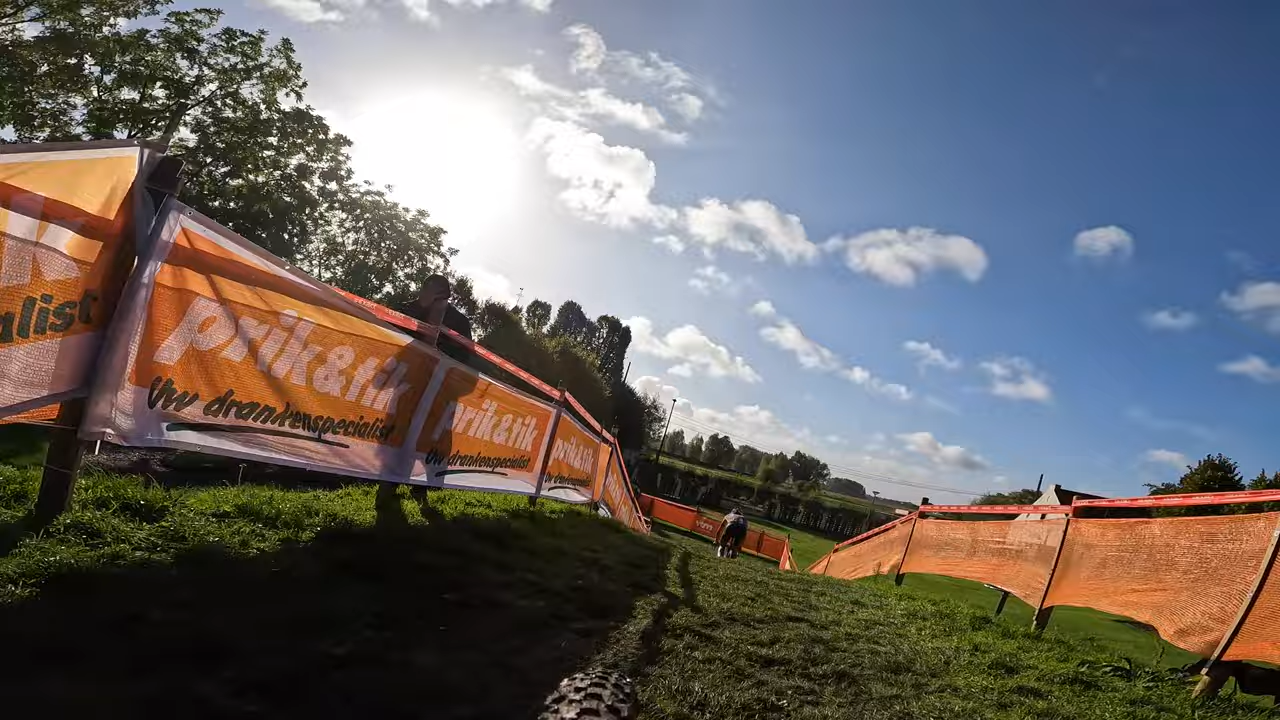 k
alist
prik&tik
Uw drankenspecialist
prik&tik
Uw drankenspecialist
prik&tik
Uw drankenspecialist